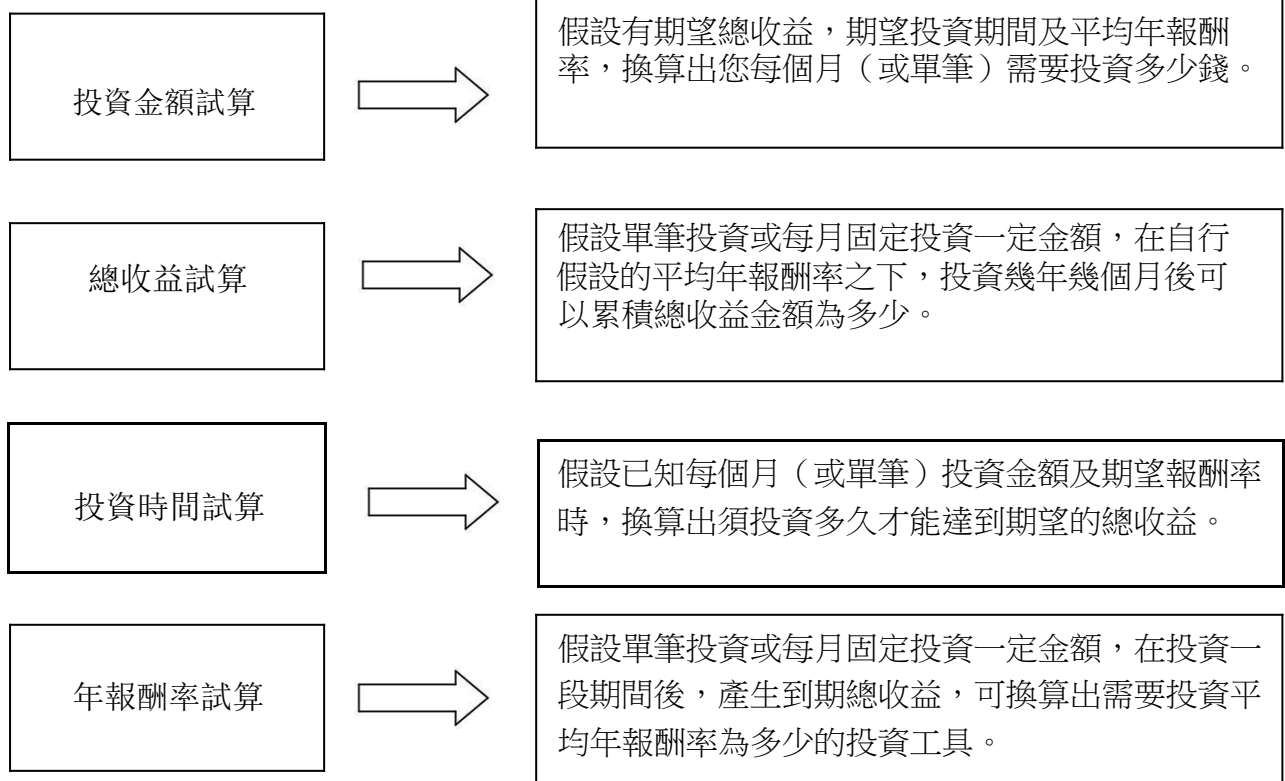 投資金額試算
假設有期望總收益，期望投資期間及平均年報酬
率，換算出您每個月（或單筆）需要投資多少錢。
總收益試算
假設單筆投資或每月固定投資一定金額，在自行
假設的平均年報酬率之下，投資幾年幾個月後可
以累積總收益金額為多少。
投資時間試算
假設已知每個月（或單筆）投資金額及期望報酬率
時，換算出須投資多久才能達到期望的總收益。
年報酬率試算
假設單筆投資或每月固定投資一定金額，在投資一
段期間後，產生到期總收益，可換算出需要投資平
均年報酬率為多少的投資工具。